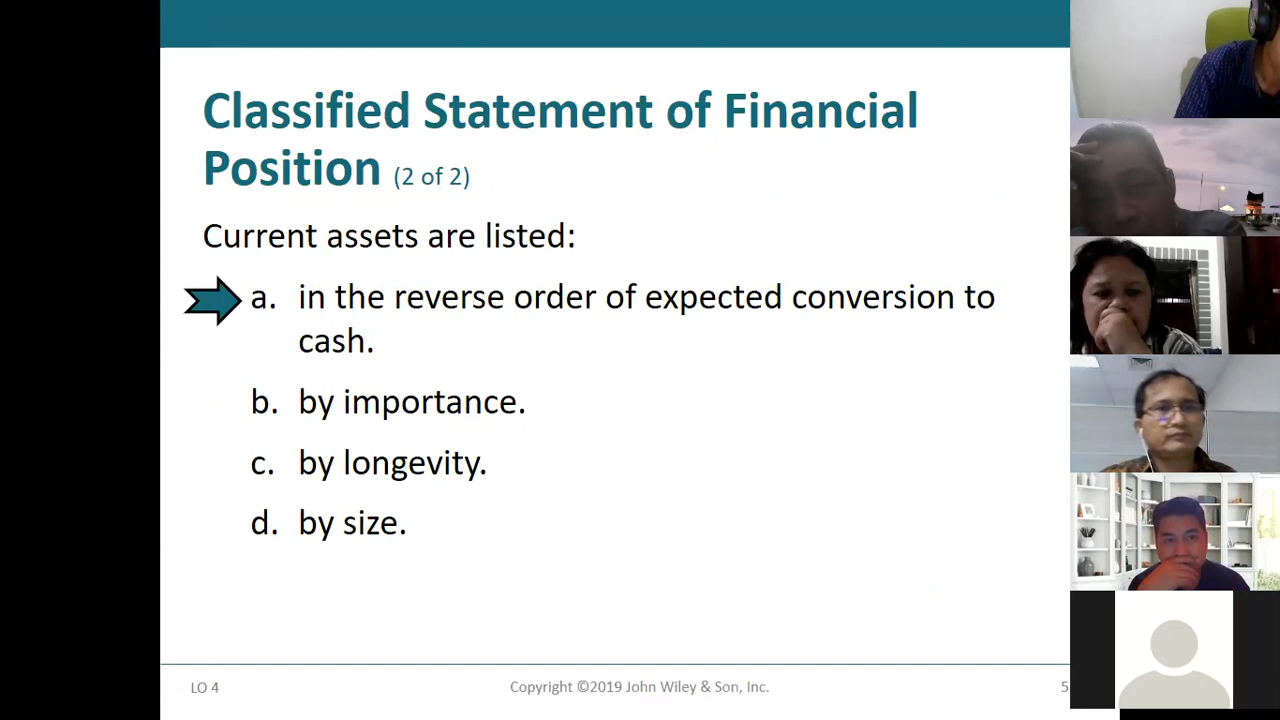 Classified Statement of Financial
Position (2 of 2)
Current assets are listed:
a. in the reverse order of expected conversion to
cash.
b. by importance.
c. by longevity.
d. by size.
LO 4
Copyright ©2019 John Wiley & Son, Inc.
5